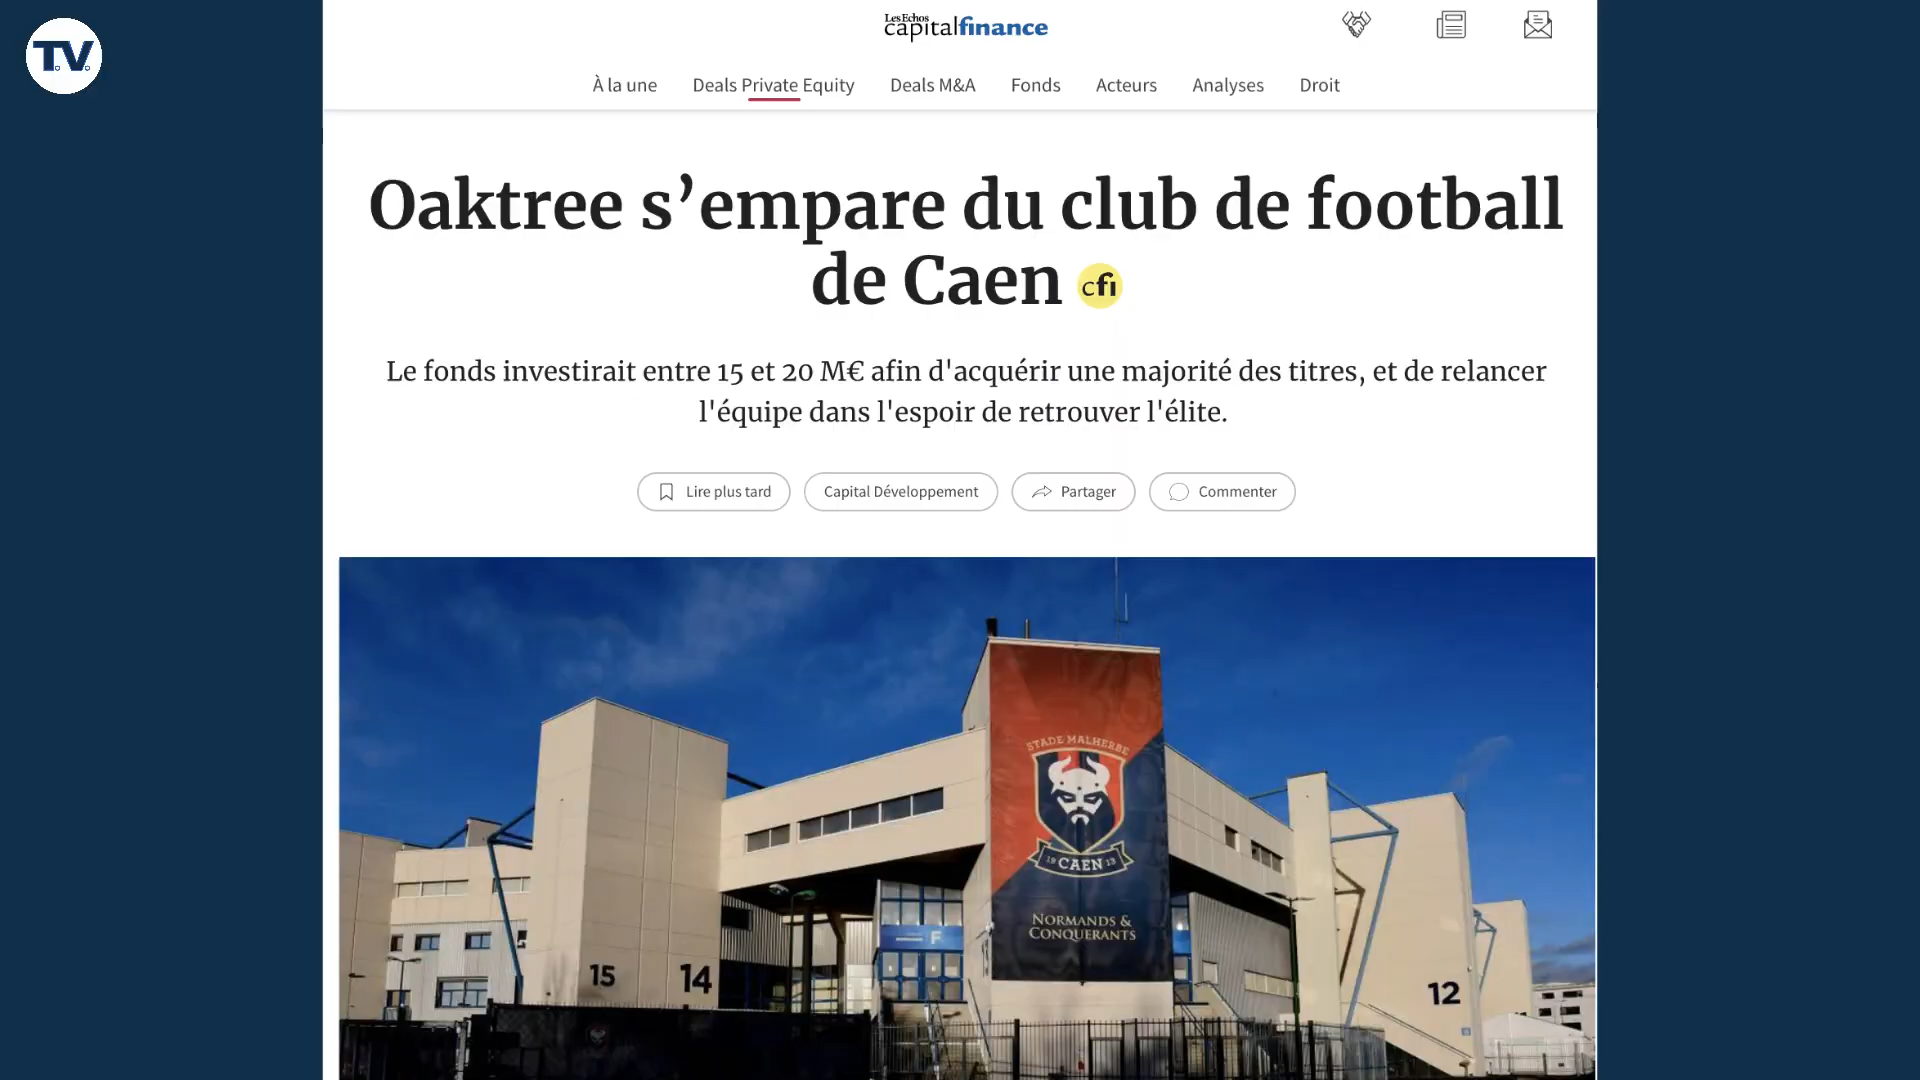 T.V.
Les Echos
capitalfinance
À la une Deals Private Equity Deals M&A Fonds Acteurs Analyses Droit
Oaktree s’empare du club de football
de Caen cfi
Le fonds investirait entre 15 et 20 M€ afin d'acquérir une majorité des titres, et de relancer
l'équipe dans l'espoir de retrouver l'élite.
Lire plus tard Capital Développement Partager Commenter
STADE MALHERBE
19 CAEN 13
NORMANDS &
CONQUERANTS
F
15 14 12